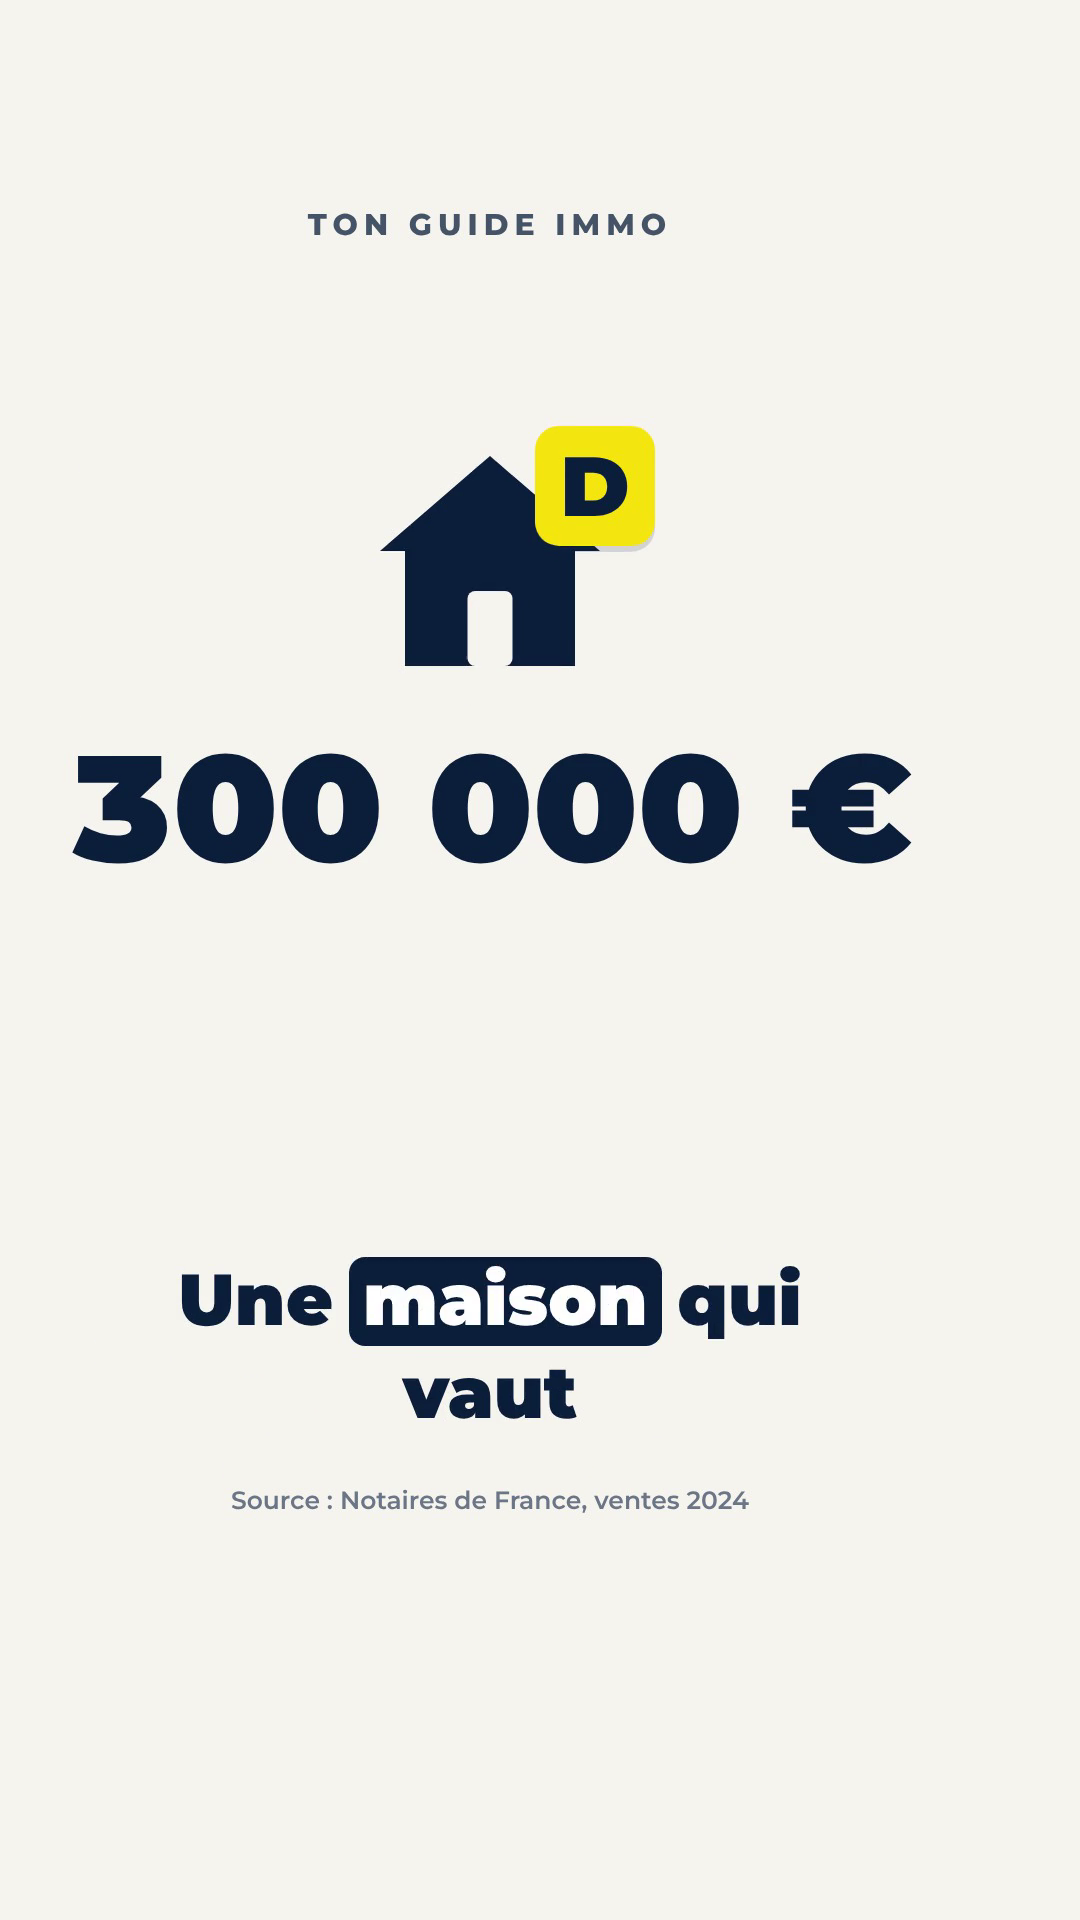 TON GUIDE IMMO
D
300 000 €
Une maison qui
vaut
Source : Notaires de France, ventes 2024